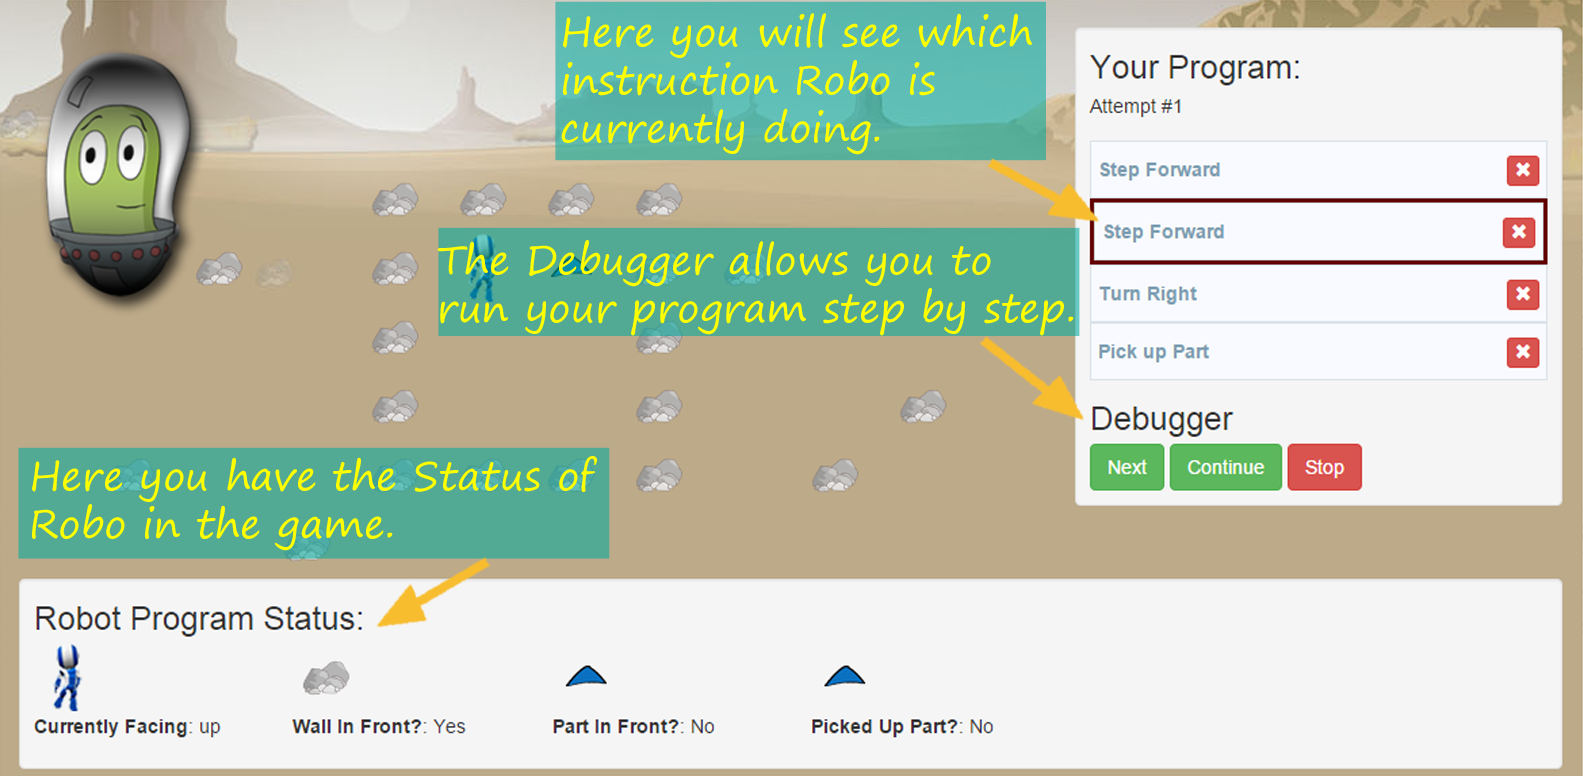 Here you will see which
instruction Robo is
currently doing.
Your Program:
Attempt #1
Step Forward
Step Forward
Turn Right
Pick up Part
The Debugger allows you to
run your program step by step.
Debugger
Next Continue Stop
Here you have the Status of
Robo in the game.
Robot Program Status:
Currently Facing: up Wall In Front?: Yes Part In Front?: No Picked Up Part?: No